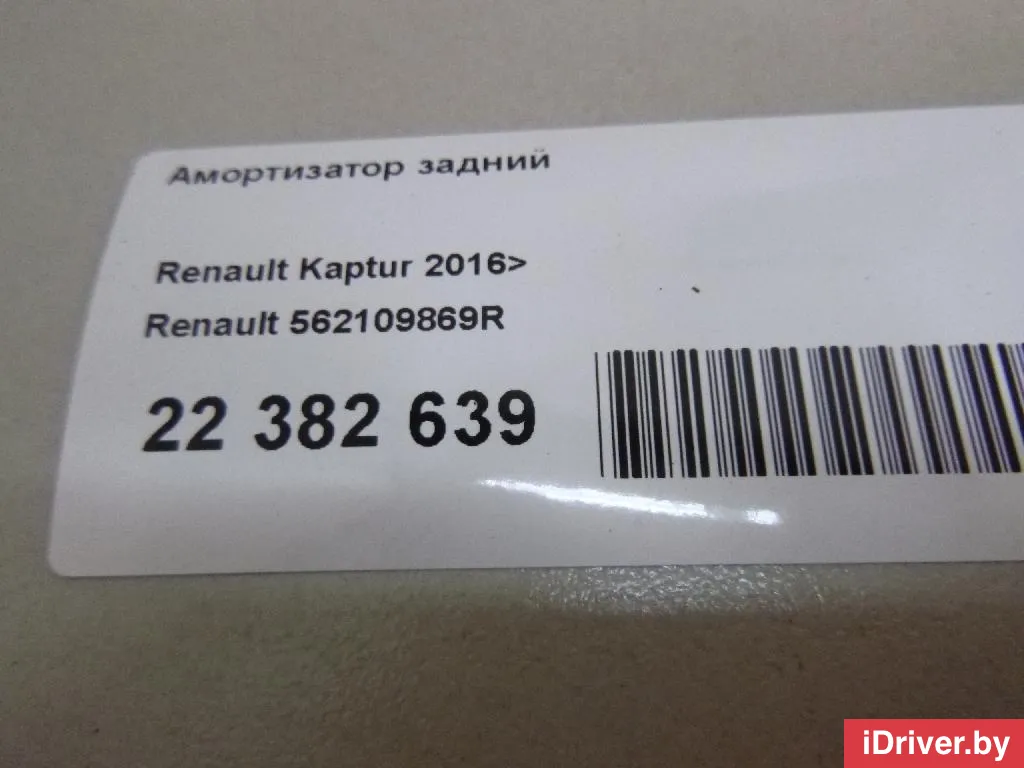 Амортизатор задний
Renault Kaptur 2016>
Renault 562109869R
22 382 639
iDriver.by